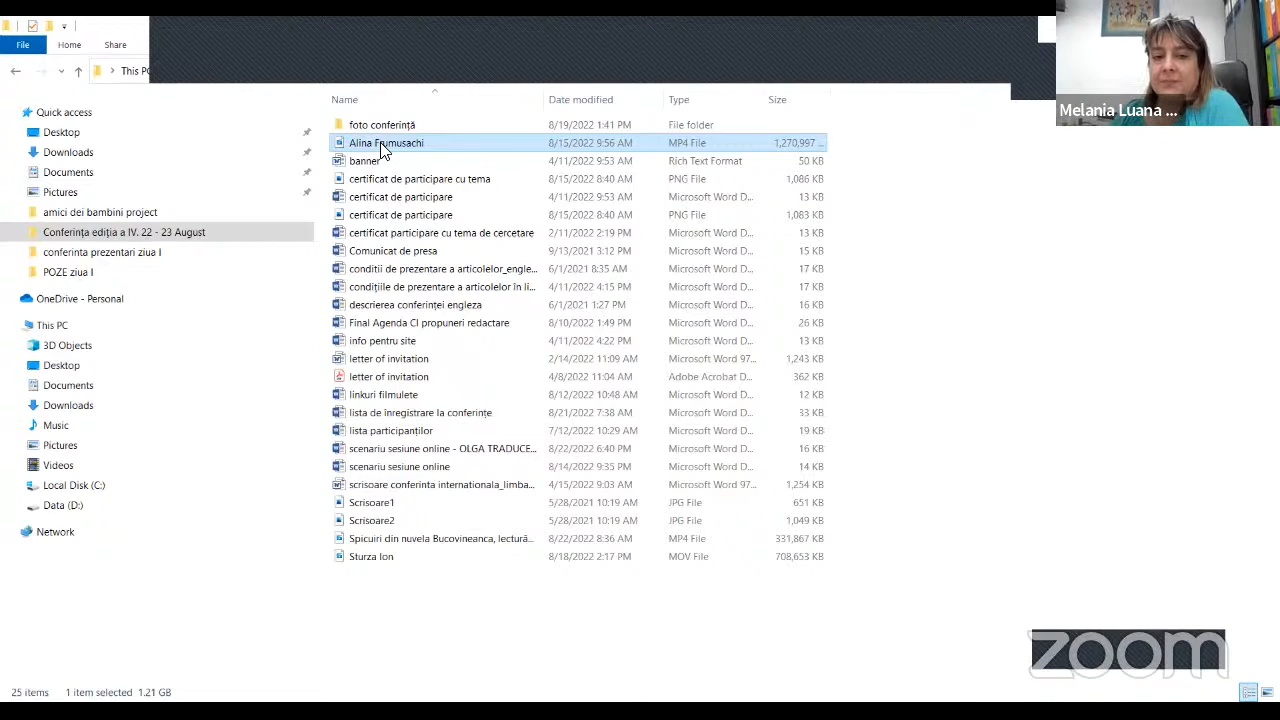 File Home Share
This PC
Melania Luana ...
Name Date modified Type Size
Quick access
Desktop
Downloads
Documents
Pictures
amici dei bambini project
Conferința ediția a IV. 22 - 23 August
conferinta prezentari ziua I
POZE ziua I
OneDrive - Personal
This PC
3D Objects
Desktop
Documents
Downloads
Music
Pictures
Videos
Local Disk (C:)
Data (D:)
Network
foto conferință 8/19/2022 1:41 PM File folder
Alina Frumusachi 8/15/2022 9:56 AM MP4 File 1,270,997 ...
banner 4/11/2022 9:53 AM Rich Text Format 50 KB
certificat de participare cu tema 8/15/2022 8:40 AM PNG File 1,086 KB
certificat de participare 4/11/2022 9:53 AM Microsoft Word D... 13 KB
certificat de participare 8/15/2022 8:40 AM PNG File 1,083 KB
certificat participare cu tema de cercetare 2/11/2022 2:19 PM Microsoft Word D... 13 KB
Comunicat de presa 9/13/2021 3:12 PM Microsoft Word D... 15 KB
conditii de prezentare a articolelor_engle... 6/1/2021 8:35 AM Microsoft Word D... 17 KB
condițiile de prezentare a articolelor în li... 4/11/2022 4:15 PM Microsoft Word D... 17 KB
descrierea conferinței engleza 6/1/2021 1:27 PM Microsoft Word D... 16 KB
Final Agenda CI propuneri redactare 8/10/2022 1:49 PM Microsoft Word D... 26 KB
info pentru site 4/11/2022 4:22 PM Microsoft Word D... 13 KB
letter of invitation 2/14/2022 11:09 AM Microsoft Word 97... 1,243 KB
letter of invitation 4/8/2022 11:04 AM Adobe Acrobat D... 362 KB
linkuri filmulete 8/12/2022 10:48 AM Microsoft Word D... 12 KB
lista de înregistrare la conferințe 8/21/2022 7:38 AM Microsoft Word D... 33 KB
lista participanților 7/12/2022 10:29 AM Microsoft Word D... 19 KB
scenariu sesiune online - OLGA TRADUCE... 8/22/2022 6:40 PM Microsoft Word D... 16 KB
scenariu sesiune online 8/14/2022 9:35 PM Microsoft Word D... 14 KB
scrisoare conferinta internationala_limba... 4/15/2022 9:03 AM Microsoft Word 97... 1,254 KB
Scrisoare1 5/28/2021 10:19 AM JPG File 651 KB
Scrisoare2 5/28/2021 10:19 AM JPG File 1,049 KB
Spicuiri din nuvela Bucovineanca, lectură... 8/22/2022 8:36 AM MP4 File 331,867 KB
Sturza Ion 8/18/2022 2:17 PM MOV File 708,653 KB
zoom
25 items 1 item selected 1.21 GB